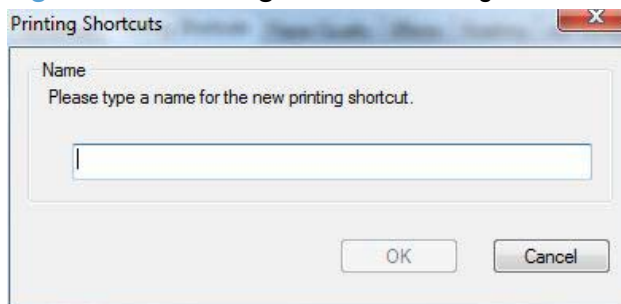 Printing Shortcuts
Name
Please type a name for the new printing shortcut.
OK
Cancel